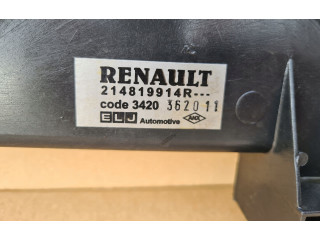 RENAULT
214819914R---
code 3420 362011
ELJ Automotive